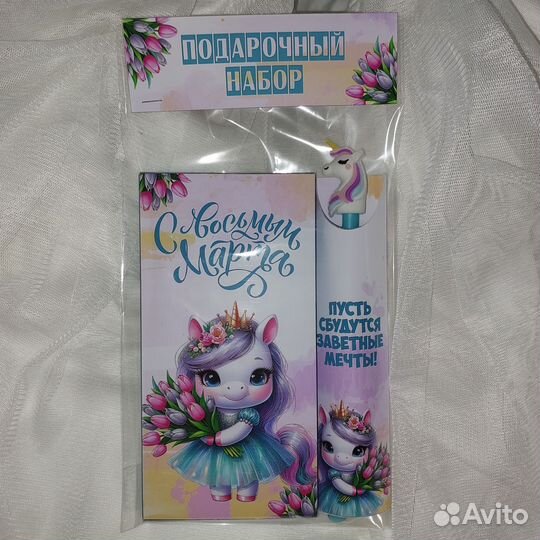 ПОДАРОЧНЫЙ
НАБОР
С восьмым
Марта
ПУСТЬ
СБУДУТСЯ
ЗАВЕТНЫЕ
МЕЧТЫ!
Avito